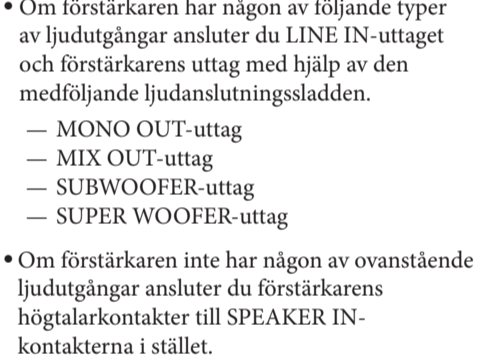 • Om förstärkaren har någon av följande typer
av ljudutgångar ansluter du LINE IN-uttaget
och förstärkarens uttag med hjälp av den
medföljande ljudanslutningssladden.
— MONO OUT-uttag
— MIX OUT-uttag
— SUBWOOFER-uttag
— SUPER WOOFER-uttag
• Om förstärkaren inte har någon av ovanstående
ljudutgångar ansluter du förstärkarens
högtalarkontakter till SPEAKER IN-
kontakterna i stället.